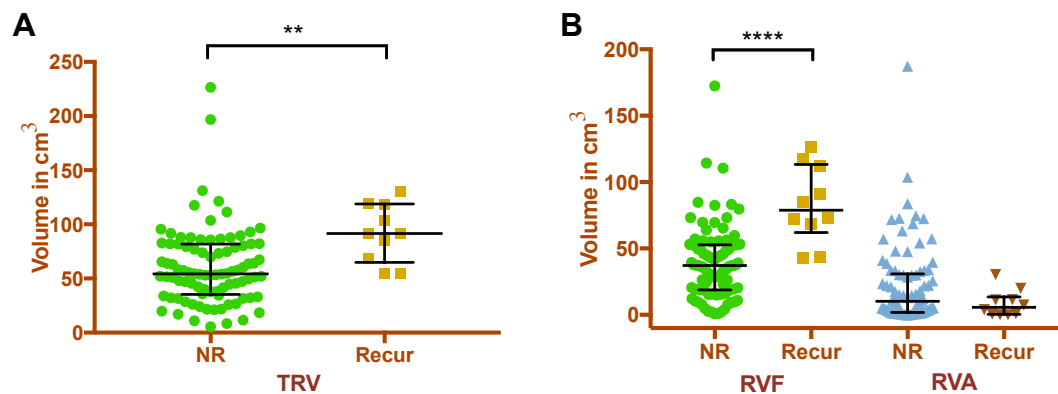 A
**
Volume in cm3
250
200
150
100
50
0
NR Recur
TRV
B
****
Volume in cm3
200
150
100
50
0
NR Recur NR Recur
RVF RVA